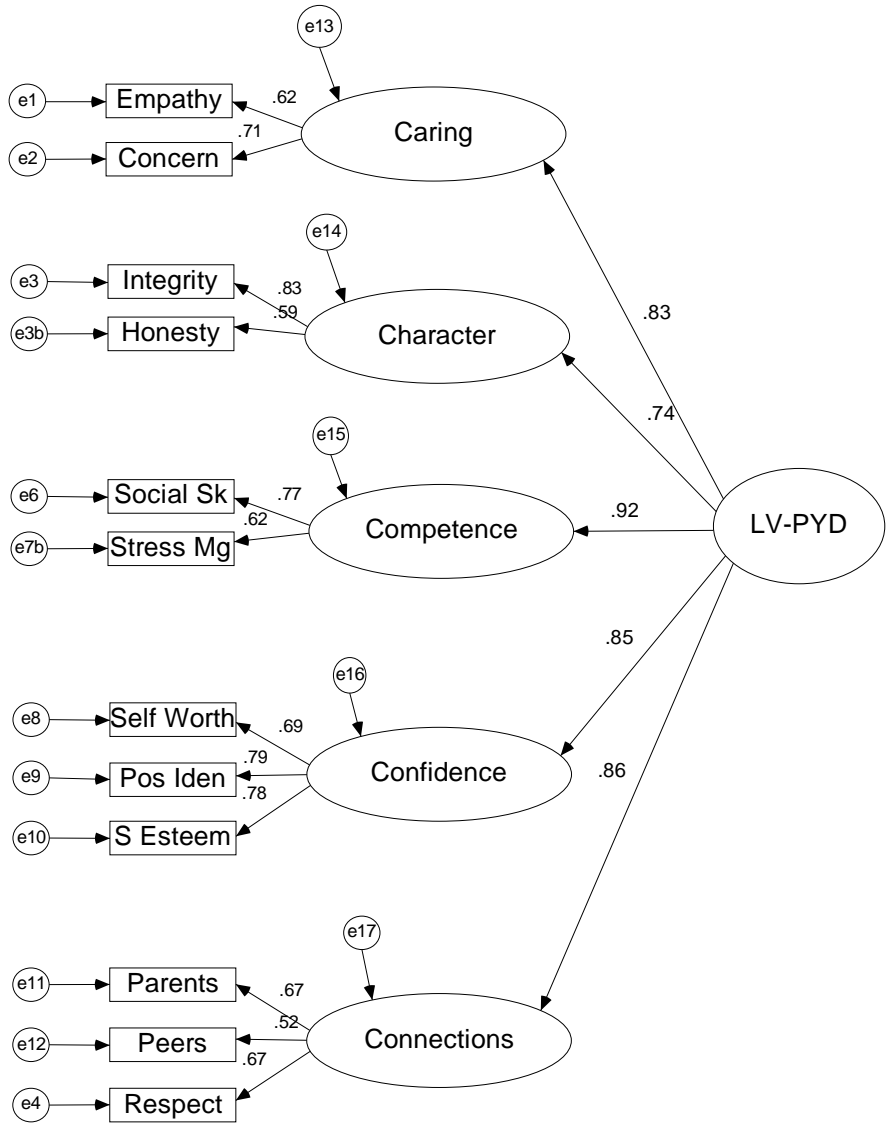 e13
e1
Empathy
.62
Caring
.71
e2
Concern
e14
e3
Integrity
.83
Character
.59
e3b
Honesty
.83
.74
e15
e6
Social Sk
.77
Competence
.62
e7b
Stress Mg
.92
LV-PYD
.85
e16
e8
Self Worth
.69
Confidence
.79
e9
Pos Iden
.78
e10
S Esteem
.86
e17
e11
Parents
.67
Connections
.52
e12
Peers
.67
e4
Respect